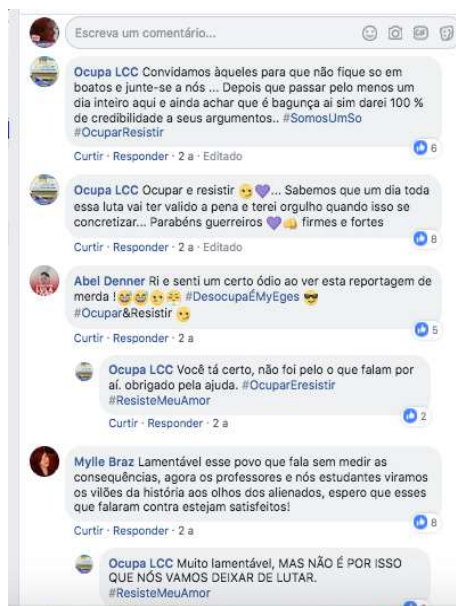 Escreva um comentário...
Ocupa LCC Convidamos àqueles para que não fique so em
boatos e junte-se a nós ... Depois que passar pelo menos um
dia inteiro aqui e ainda achar que é bagunça ai sim darei 100 %
de credibilidade a seus argumentos.. #SomosUmSo
#OcuparResistir
Curtir · Responder · 2 a · Editado
6
Ocupa LCC Ocupar e resistir 😏💜... Sabemos que um dia toda
essa luta vai ter valido a pena e terei orgulho quando isso se
concretizar... Parabéns guerreiros 💜👊 firmes e fortes
Curtir · Responder · 2 a · Editado
8
Abel Denner Ri e senti um certo ódio ao ver esta reportagem de
merda !😅😅😏😤 #DesocupaÉMyEges 😎
#Ocupar&Resistir 😏
Curtir · Responder · 2 a
5
Ocupa LCC Você tá certo, não foi pelo o que falam por
aí. obrigado pela ajuda. #OcuparEresistir
#ResisteMeuAmor
Curtir · Responder · 2 a
2
Mylle Braz Lamentável esse povo que fala sem medir as
consequências, agora os professores e nós estudantes viramos
os vilões da história aos olhos dos alienados, espero que esses
que falaram contra estejam satisfeitos!
Curtir · Responder · 2 a
8
Ocupa LCC Muito lamentável, MAS NÃO É POR ISSO
QUE NÓS VAMOS DEIXAR DE LUTAR.
#ResisteMeuAmor